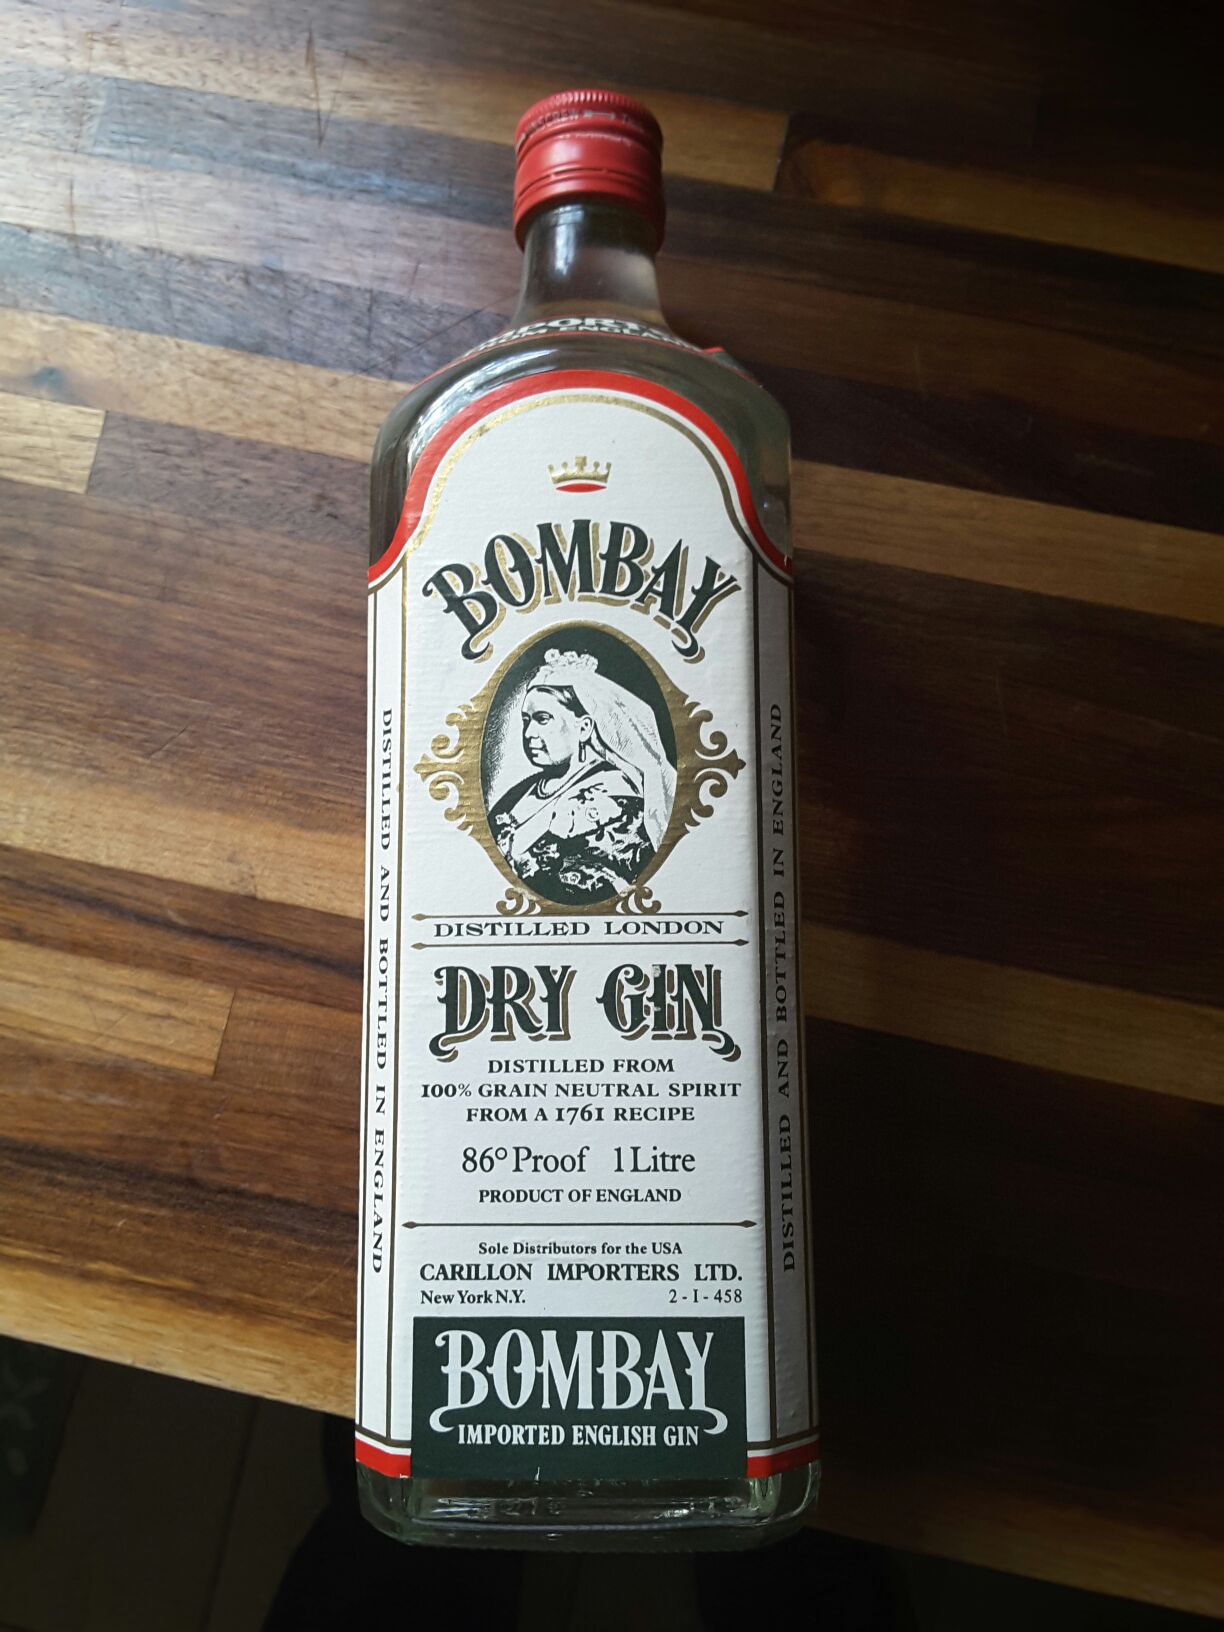 BOMBAY
DISTILLED LONDON
DRY GIN
DISTILLED FROM
100% GRAIN NEUTRAL SPIRIT
FROM A 1761 RECIPE
86° Proof 1 Litre
PRODUCT OF ENGLAND
Sole Distributors for the USA
CARILLON IMPORTERS LTD.
New York N.Y. 2-I-458
BOMBAY
IMPORTED ENGLISH GIN
DISTILLED AND BOTTLED IN ENGLAND
DISTILLED AND BOTTLED IN ENGLAND